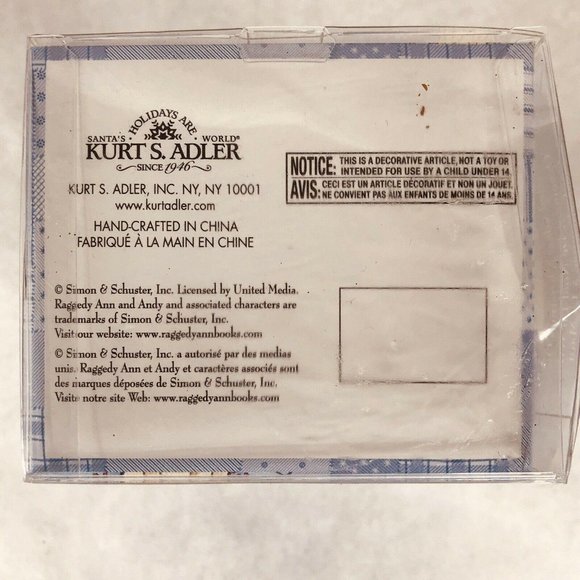 HOLIDAYS ARE
SANTA'S WORLD®
KURT S. ADLER
SINCE 1946
KURT S. ADLER, INC. NY, NY 10001
www.kurtadler.com
HAND-CRAFTED IN CHINA
FABRIQUÉ À LA MAIN EN CHINE
NOTICE: THIS IS A DECORATIVE ARTICLE, NOT A TOY OR
INTENDED FOR USE BY A CHILD UNDER 14.
AVIS: CECI EST UN ARTICLE DÉCORATIF ET NON UN JOUET.
NE CONVIENT PAS AUX ENFANTS DE MOINS DE 14 ANS.
© Simon & Schuster, Inc. Licensed by United Media.
Raggedy Ann and Andy and associated characters are
trademarks of Simon & Schuster, Inc.
Visit our website: www.raggedyannbooks.com
© Simon & Schuster, Inc. a autorisé par des medias
unis. Raggedy Ann et Andy et caractères associés sont
des marques déposées de Simon & Schuster, Inc.
Visite notre site Web: www.raggedyannbooks.com